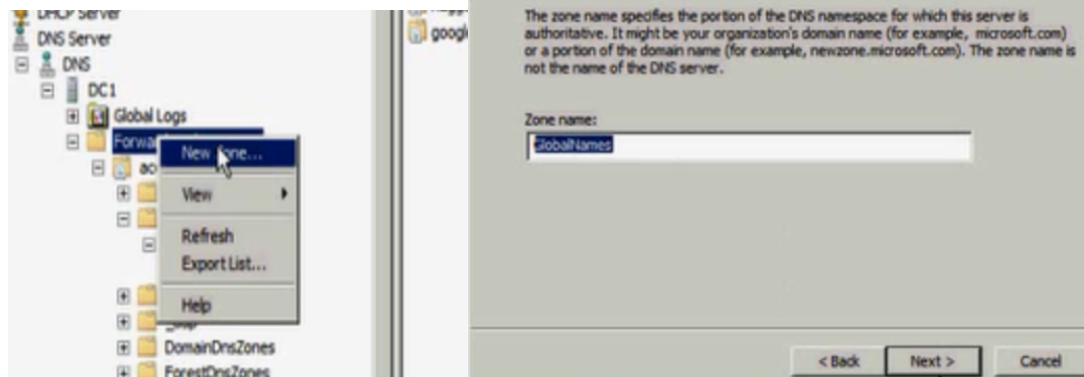 DHCP Server
DNS Server
DNS
DC1
Global Logs
Forwa
New Zone...
View
Refresh
Export List...
Help
DomainDnsZones
ForestDnsZones
googl
The zone name specifies the portion of the DNS namespace for which this server is
authoritative. It might be your organization's domain name (for example, microsoft.com)
or a portion of the domain name (for example, newzone.microsoft.com). The zone name is
not the name of the DNS server.
Zone name:
GlobalNames
< Back
Next >
Cancel